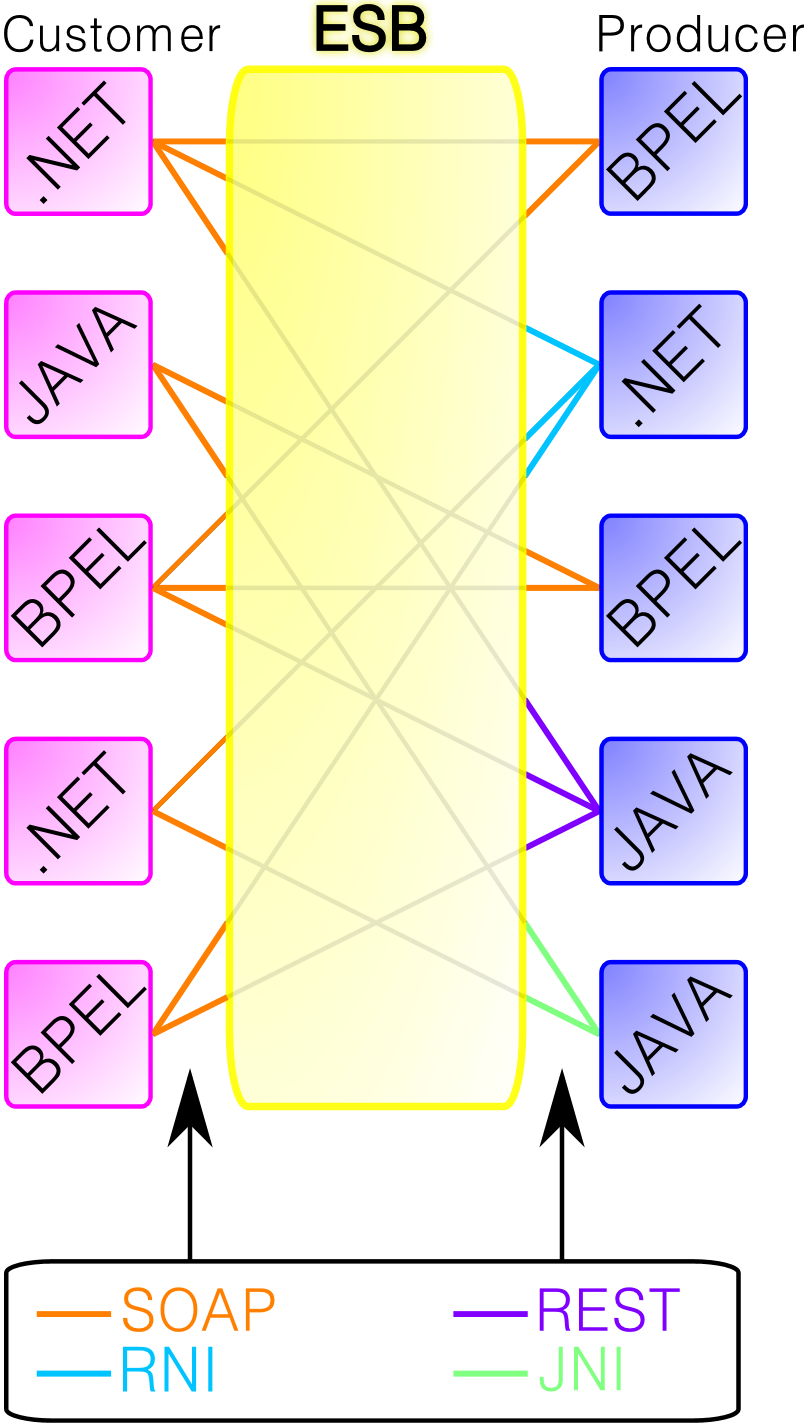 Customer
ESB
Producer
.NET
BPEL
JAVA
.NET
BPEL
BPEL
.NET
JAVA
BPEL
JAVA
SOAP
REST
RNI
JNI